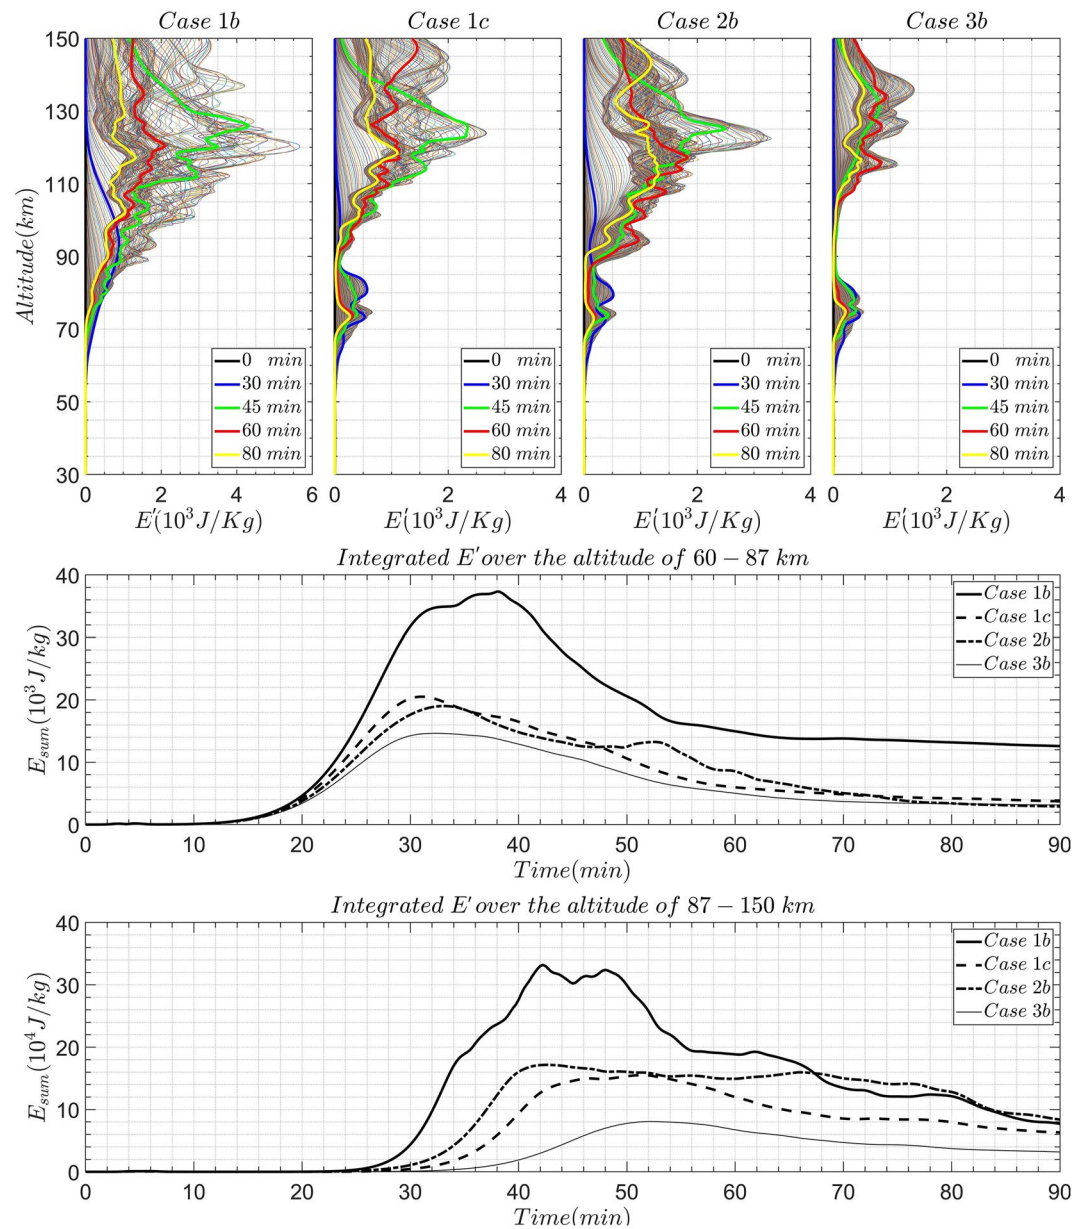 Case 1b Case 1c Case 2b Case 3b
Altitude(km)
150
130
110
90
70
50
30
0 min
30 min
45 min
60 min
80 min
0 min
30 min
45 min
60 min
80 min
0 min
30 min
45 min
60 min
80 min
0 min
30 min
45 min
60 min
80 min
0 2 4 6 0 2 4 0 2 4 0 2 4
E'(10³J/Kg) E'(10³J/Kg) E'(10³J/Kg) E'(10³J/Kg)
Integrated E' over the altitude of 60 − 87 km
E_sum(10³J/kg)
40
30
20
10
0
Case 1b
Case 1c
Case 2b
Case 3b
0 10 20 30 40 50 60 70 80 90
Time(min)
Integrated E' over the altitude of 87 − 150 km
E_sum(10⁴J/kg)
40
30
20
10
0
Case 1b
Case 1c
Case 2b
Case 3b
0 10 20 30 40 50 60 70 80 90
Time(min)